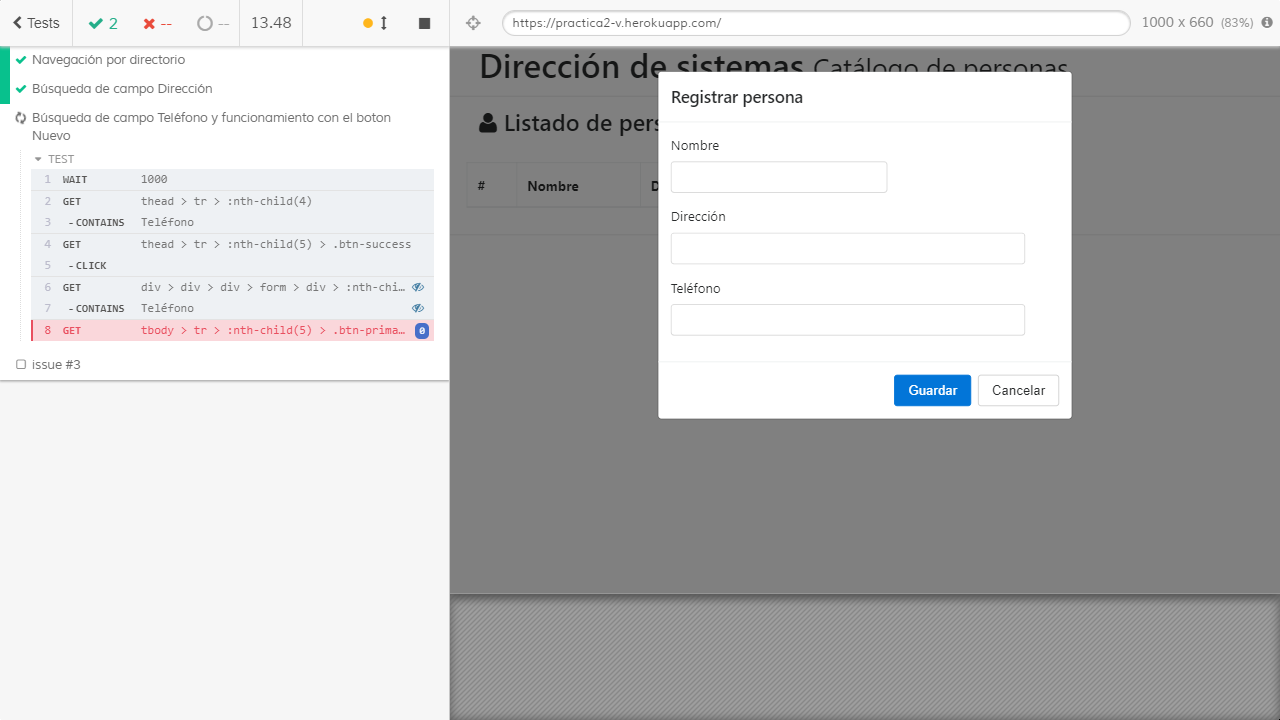 Tests 2 -- -- 13.48
https://practica2-v.herokuapp.com/ 1000 x 660 (83%)
Navegación por directorio
Búsqueda de campo Dirección
Búsqueda de campo Teléfono y funcionamiento con el boton
Nuevo
TEST
1 WAIT 1000
2 GET thead > tr > :nth-child(4)
3 -CONTAINS Teléfono
4 GET thead > tr > :nth-child(5) > .btn-success
5 -CLICK
6 GET div > div > div > form > div > :nth-chi…
7 -CONTAINS Teléfono
8 GET tbody > tr > :nth-child(5) > .btn-prima… 0
issue #3
Dirección de sistemas Catálogo de personas
Listado de pers
# Nombre D
Registrar persona
Nombre
Dirección
Teléfono
Guardar Cancelar